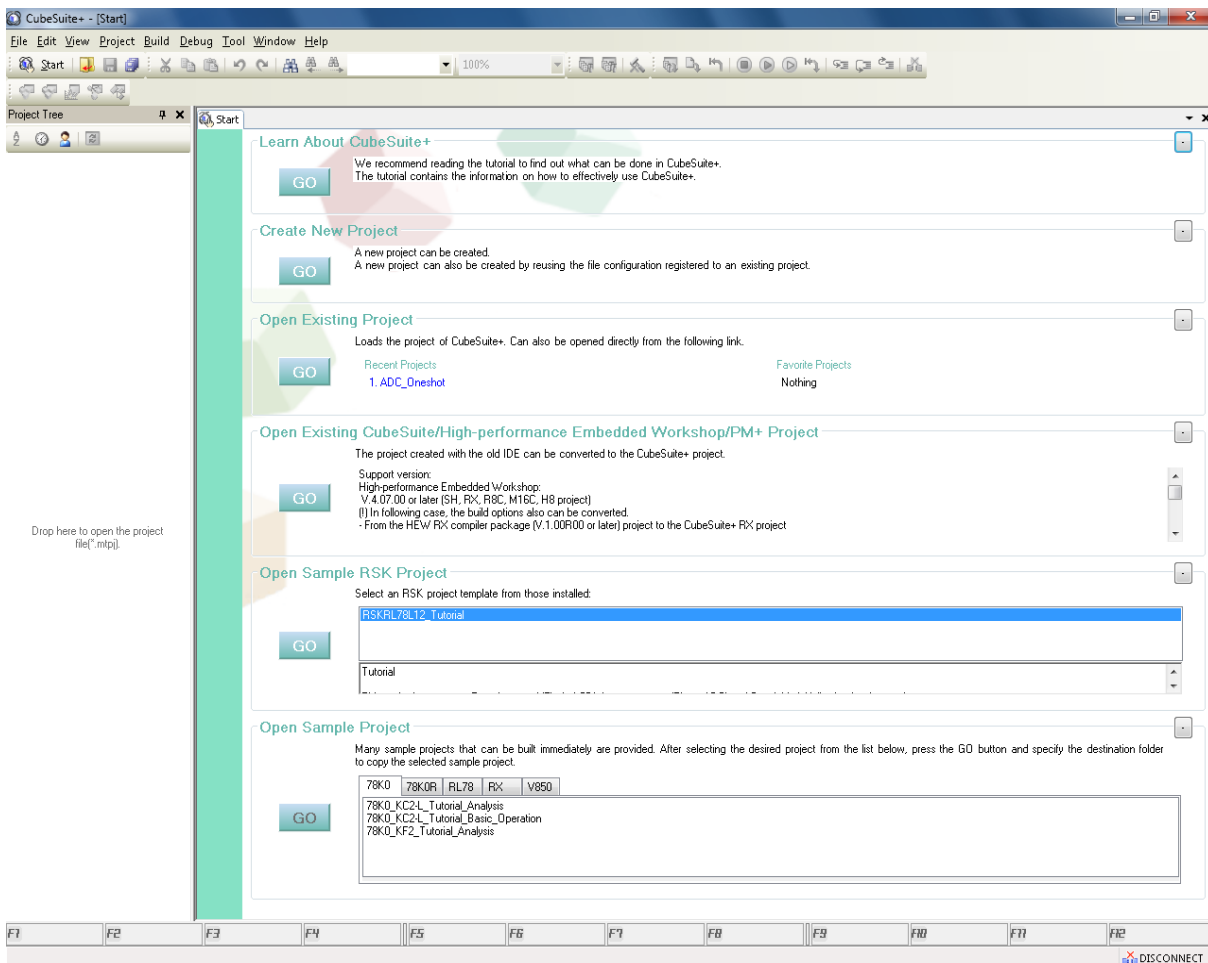 CubeSuite+ - [Start]
File Edit View Project Build Debug Tool Window Help
Start 100%
Project Tree
Start
Drop here to open the project
file(*.mtpj).
Learn About CubeSuite+
We recommend reading the tutorial to find out what can be done in CubeSuite+.
The tutorial contains the information on how to effectively use CubeSuite+.
GO
Create New Project
A new project can be created.
A new project can also be created by reusing the file configuration registered to an existing project.
GO
Open Existing Project
Loads the project of CubeSuite+. Can also be opened directly from the following link.
GO
Recent Projects Favorite Projects
1. ADC_Oneshot Nothing
Open Existing CubeSuite/High-performance Embedded Workshop/PM+ Project
The project created with the old IDE can be converted to the CubeSuite+ project.
Support version:
High-performance Embedded Workshop:
V.4.07.00 or later (SH, RX, R8C, M16C, H8 project)
(!) In following case, the build options also can be converted.
- From the HEW RX compiler package (V.1.00R00 or later) project to the CubeSuite+ RX project
GO
Open Sample RSK Project
Select an RSK project template from those installed:
RSKRL78L12_Tutorial
GO
Tutorial
Open Sample Project
Many sample projects that can be built immediately are provided. After selecting the desired project from the list below, press the GO button and specify the destination folder
to copy the selected sample project.
78K0 78K0R RL78 RX V850
78K0_KC2-L_Tutorial_Analysis
78K0_KC2-L_Tutorial_Basic_Operation
78K0_KF2_Tutorial_Analysis
GO
F1 F2 F3 F4 F5 F6 F7 F8 F9 F10 F11 F12
DISCONNECT